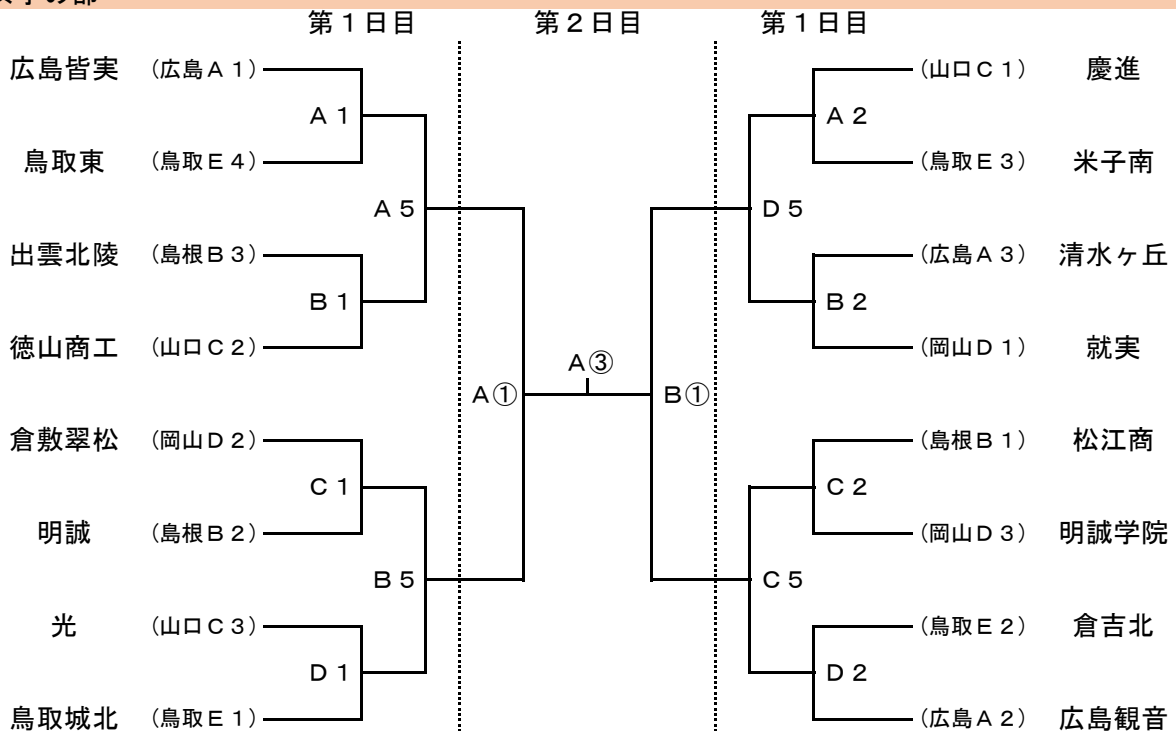 第１日目 第２日目 第１日目
広島皆実 (広島Ａ１) (山口Ｃ１) 慶進
Ａ１ Ａ２
鳥取東 (鳥取Ｅ４) (鳥取Ｅ３) 米子南
Ａ５ Ｄ５
出雲北陵 (島根Ｂ３) (広島Ａ３) 清水ヶ丘
Ｂ１ Ｂ２
徳山商工 (山口Ｃ２) (岡山Ｄ１) 就実
Ａ③
Ａ① Ｂ①
倉敷翠松 (岡山Ｄ２) (島根Ｂ１) 松江商
Ｃ１ Ｃ２
明誠 (島根Ｂ２) (岡山Ｄ３) 明誠学院
Ｂ５ Ｃ５
光 (山口Ｃ３) (鳥取Ｅ２) 倉吉北
Ｄ１ Ｄ２
鳥取城北 (鳥取Ｅ１) (広島Ａ２) 広島観音